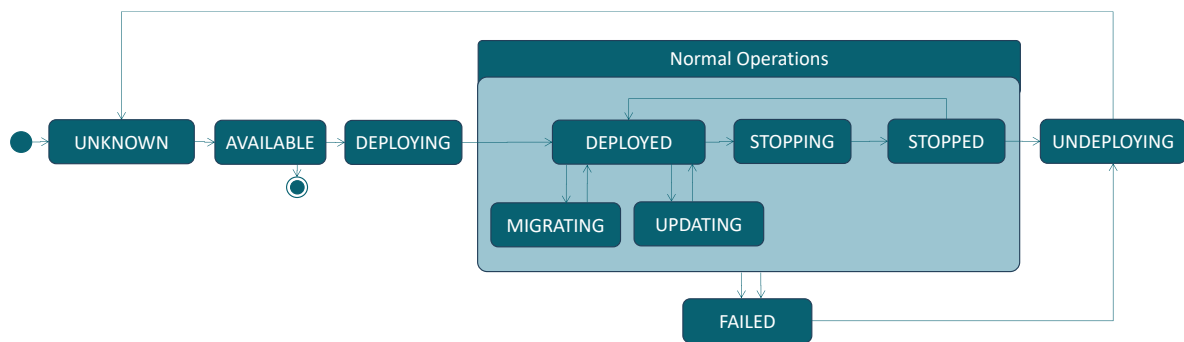 Normal Operations
UNKNOWN
AVAILABLE
DEPLOYING
DEPLOYED
STOPPING
STOPPED
UNDEPLOYING
MIGRATING
UPDATING
FAILED